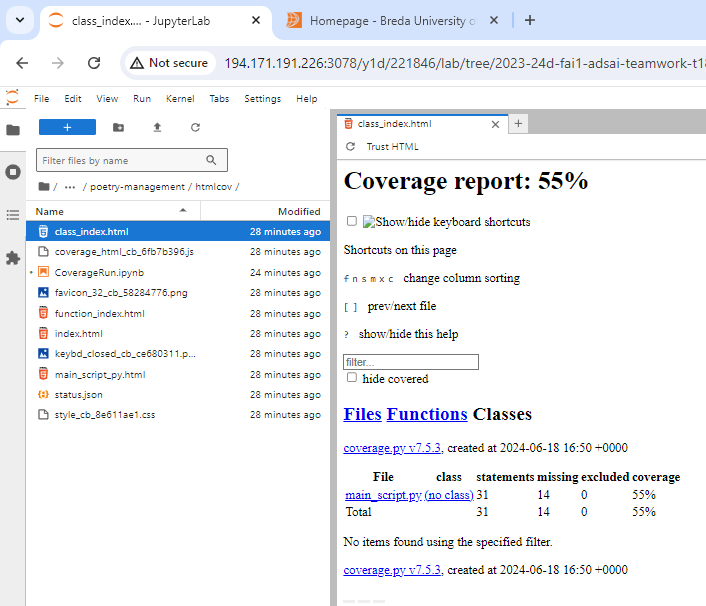 class_index.... - JupyterLab
Homepage - Breda University o
Not secure 194.171.191.226:3078/y1d/221846/lab/tree/2023-24d-fai1-adsai-teamwork-t18
File Edit View Run Kernel Tabs Settings Help
Filter files by name
/ ··· / poetry-management / htmlcov /
Name Modified
class_index.html 28 minutes ago
coverage_html_cb_6fb7b396.js 28 minutes ago
CoverageRun.ipynb 24 minutes ago
favicon_32_cb_58284776.png 28 minutes ago
function_index.html 28 minutes ago
index.html 28 minutes ago
keybd_closed_cb_ce680311.p... 28 minutes ago
main_script_py.html 28 minutes ago
status.json 28 minutes ago
style_cb_8e611ae1.css 28 minutes ago
class_index.html
Trust HTML
Coverage report: 55%
Show/hide keyboard shortcuts
Shortcuts on this page
f n s m x c change column sorting
[ ] prev/next file
? show/hide this help
filter...
hide covered
Files Functions Classes
coverage.py v7.5.3, created at 2024-06-18 16:50 +0000
File class statements missing excluded coverage
main_script.py (no class) 31 14 0 55%
Total 31 14 0 55%
No items found using the specified filter.
coverage.py v7.5.3, created at 2024-06-18 16:50 +0000